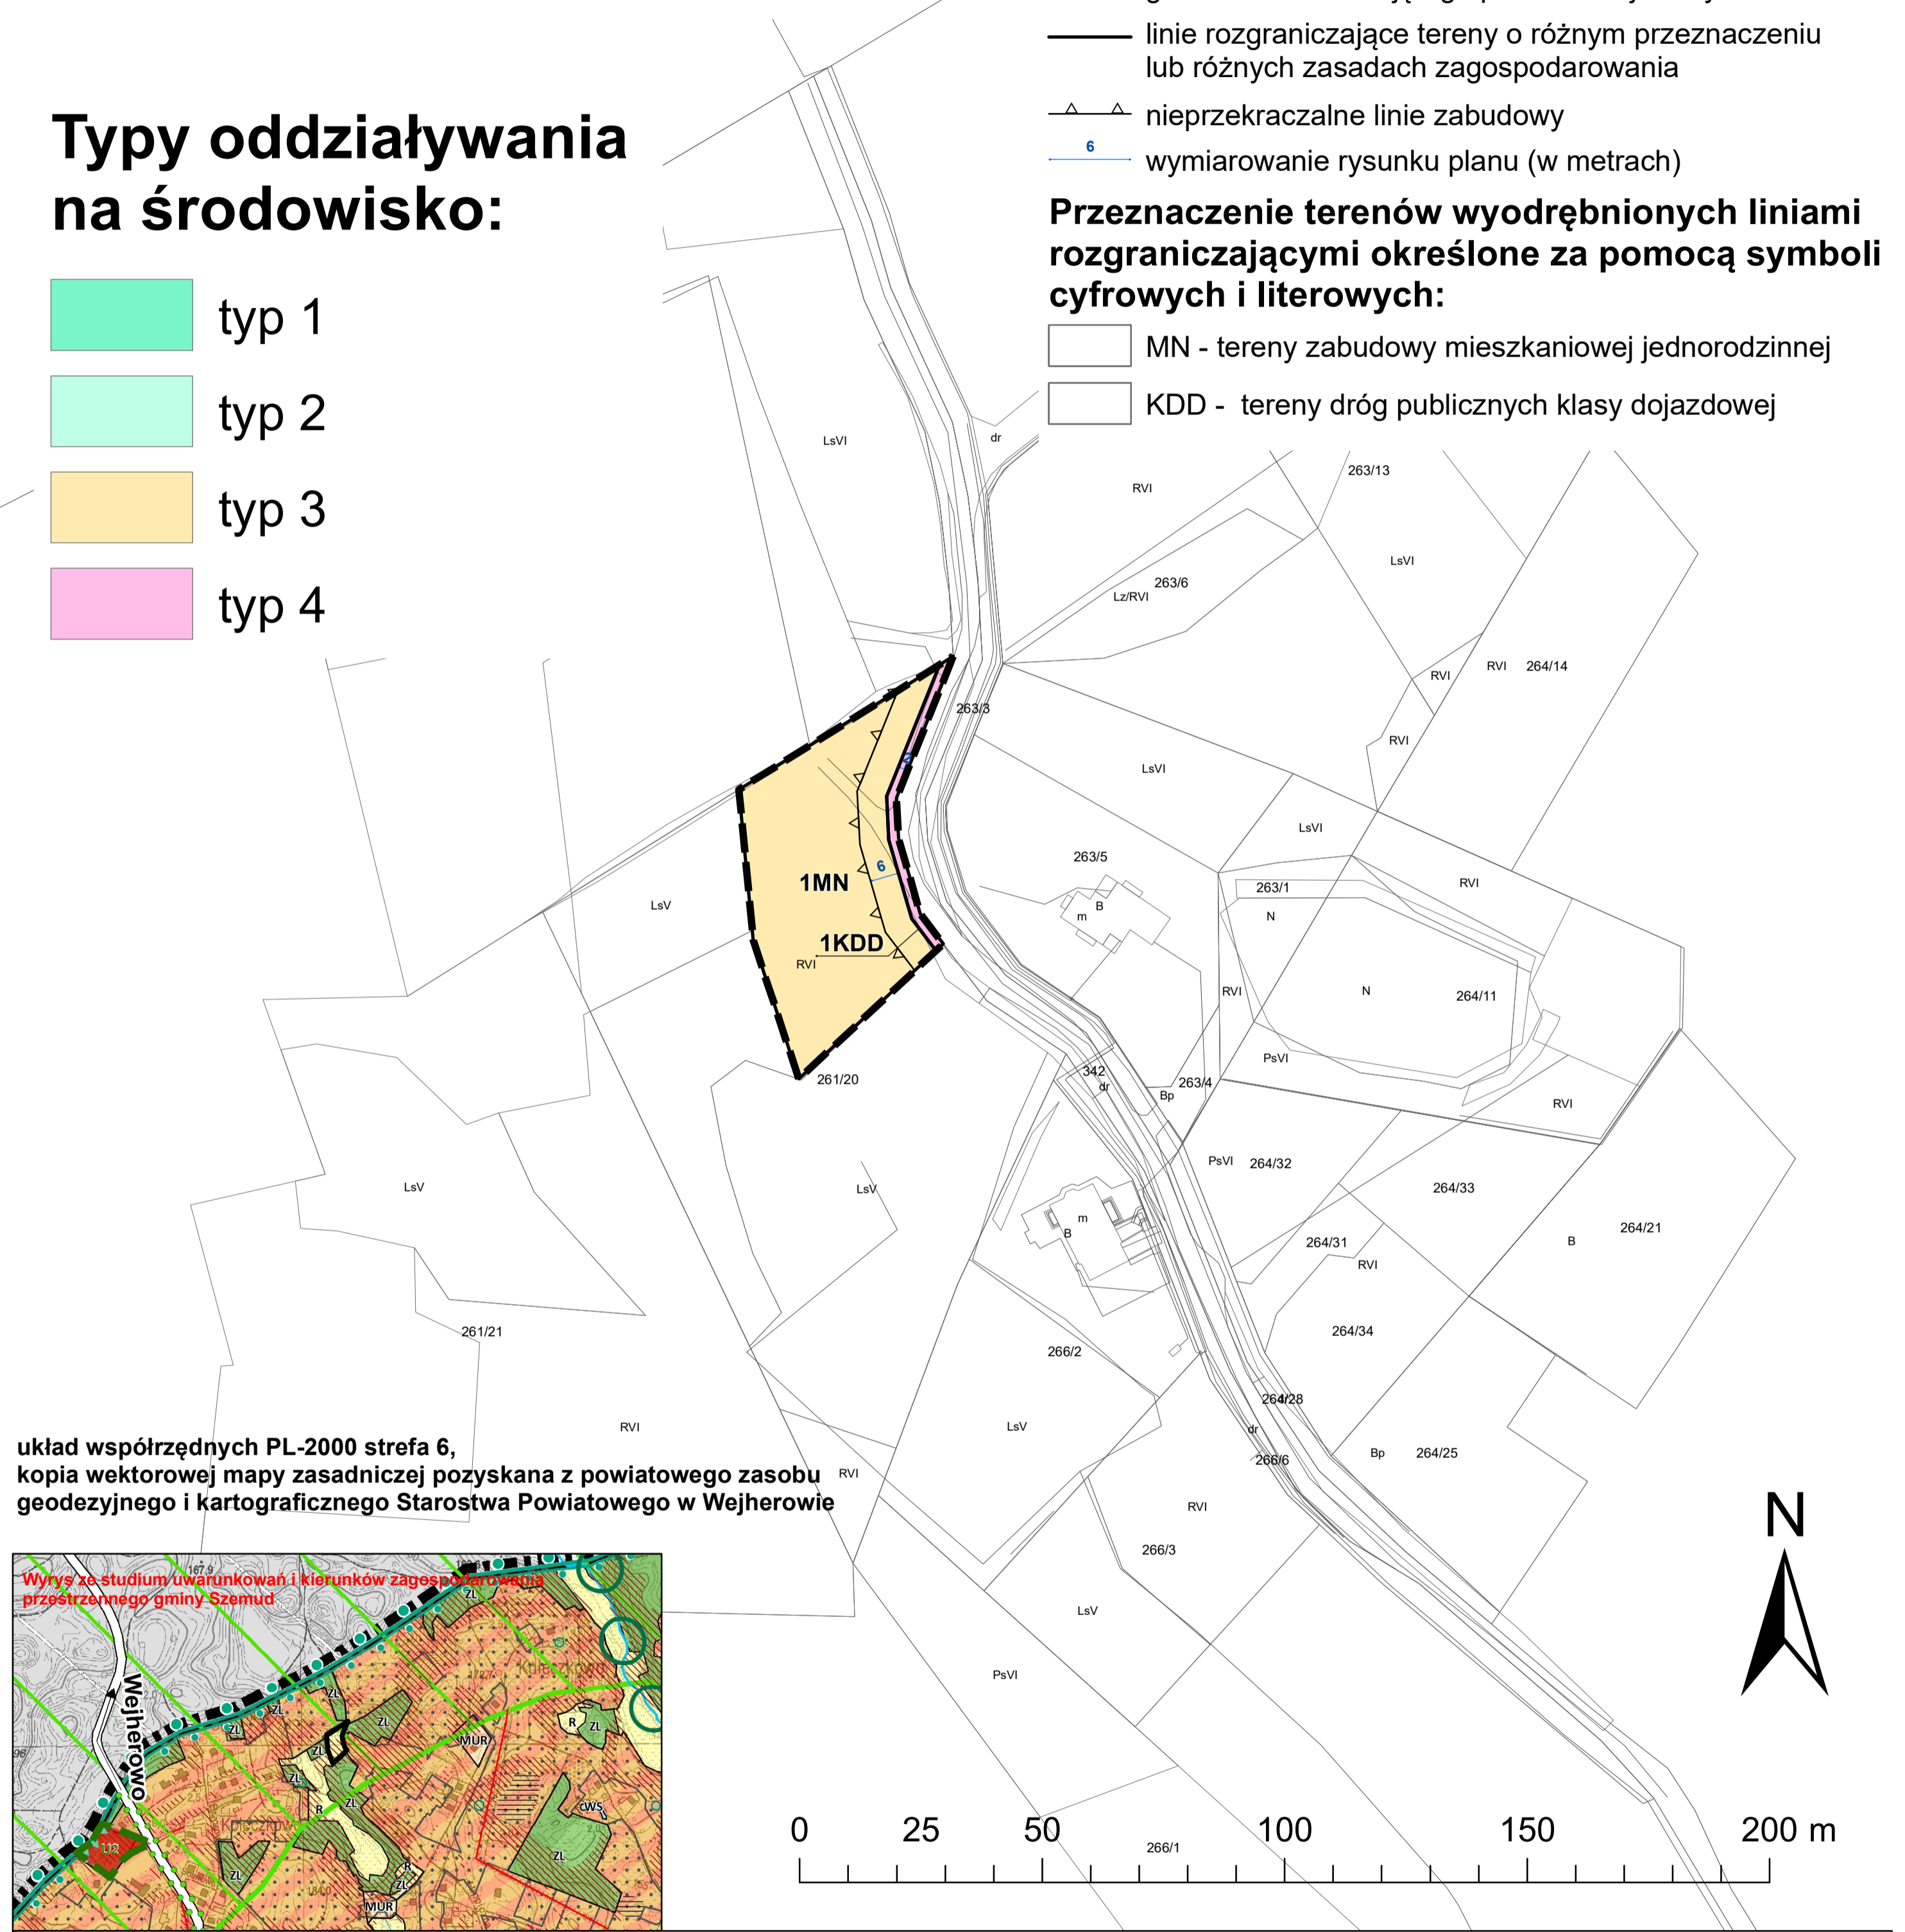 linie rozgraniczające tereny o różnym przeznaczeniu
lub różnych zasadach zagospodarowania
nieprzekraczalne linie zabudowy
6
wymiarowanie rysunku planu (w metrach)
Przeznaczenie terenów wyodrębnionych liniami
rozgraniczającymi określone za pomocą symboli
cyfrowych i literowych:
MN - tereny zabudowy mieszkaniowej jednorodzinnej
KDD - tereny dróg publicznych klasy dojazdowej
Typy oddziaływania
na środowisko:
typ 1
typ 2
typ 3
typ 4
LsVI
dr
RVI
263/13
LsVI
263/6
Lz/RVI
RVI
RVI
264/14
263/3
RVI
LsVI
2
LsVI
263/5
6
1MN
RVI
263/1
LsV
B
m
N
1KDD
RVI
RVI
N
264/11
PsVI
261/20
342
dr
263/4
Bp
RVI
PsVI
264/32
LsV
LsV
264/33
m
B
264/21
264/31
B
RVI
261/21
264/34
266/2
264/28
RVI
LsV
dr
Bp
264/25
266/6
RVI
układ współrzędnych PL-2000 strefa 6,
kopia wektorowej mapy zasadniczej pozyskana z powiatowego zasobu
geodezyjnego i kartograficznego Starostwa Powiatowego w Wejherowie
RVI
266/3
N
LsV
PsVI
266/1
Wyrys ze studium uwarunkowań i kierunków zagospodarowania
przestrzennego gminy Szemud
167,9
ZL
Wejherowo
ZL
ZL
ZL
ZL
R
ZL
MUR
ZL
ZL
ZL
R
WS
U2
ZL
ZL
R
ZL
MUR
0 25 50 100 150 200 m